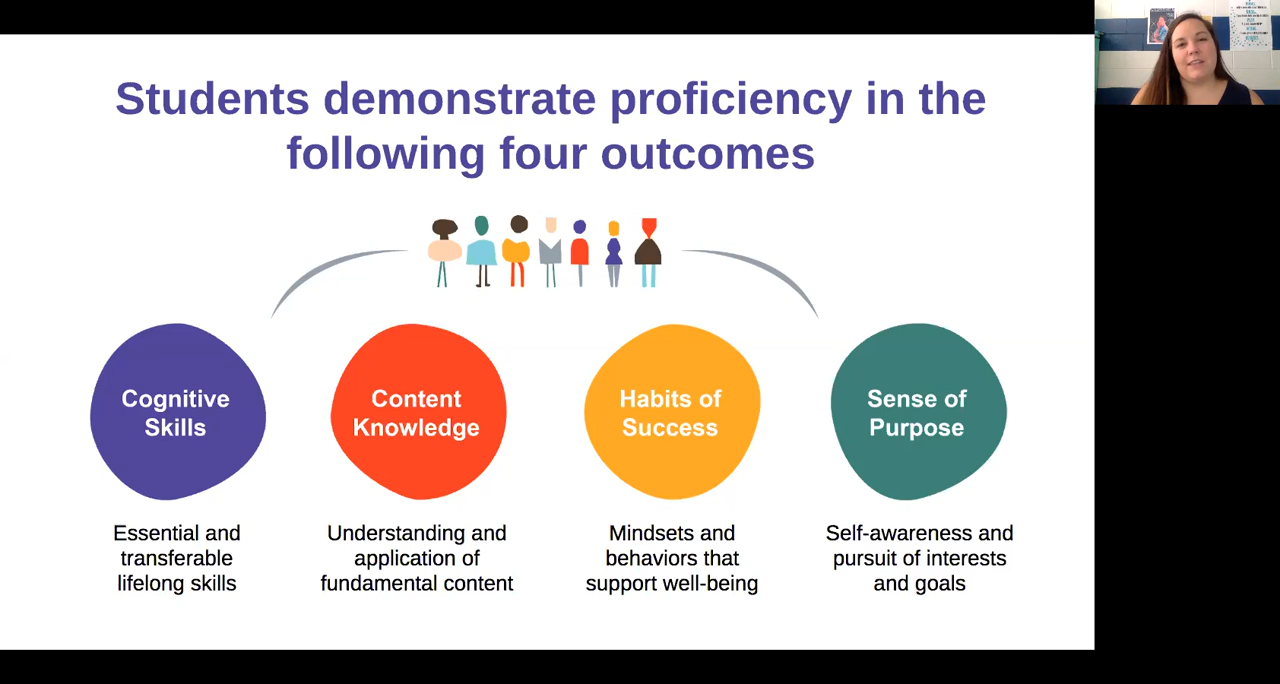 Students demonstrate proficiency in the
following four outcomes
Cognitive
Skills
Content
Knowledge
Habits of
Success
Sense of
Purpose
Essential and
transferable
lifelong skills
Understanding and
application of
fundamental content
Mindsets and
behaviors that
support well-being
Self-awareness and
pursuit of interests
and goals